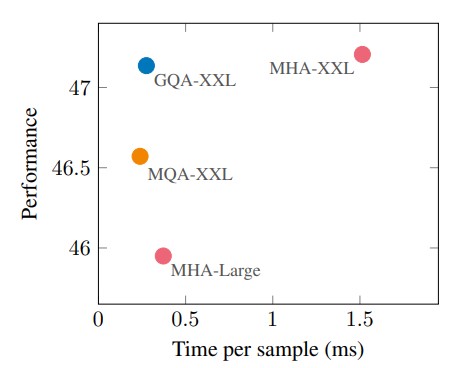 GQA-XXL
MHA-XXL
47
MQA-XXL
46.5
46
MHA-Large
Performance
0
0.5
1
1.5
Time per sample (ms)